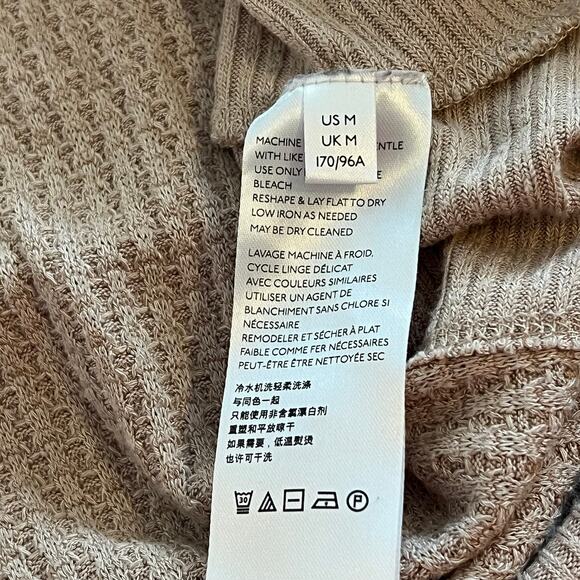 US M
UK M
170/96A
MACHINE ENTLE
WITH LIKE
USE ONLY E
BLEACH
RESHAPE & LAY FLAT TO DRY
LOW IRON AS NEEDED
MAY BE DRY CLEANED
LAVAGE MACHINE À FROID,
CYCLE LINGE DÉLICAT
AVEC COULEURS SIMILAIRES
UTILISER UN AGENT DE
BLANCHIMENT SANS CHLORE SI
NÉCESSAIRE
REMODELER ET SÉCHER À PLAT
FAIBLE COMME FER NÉCESSAIRES
PEUT-ÊTRE ÊTRE NETTOYÉE SEC
冷水机洗轻柔洗涤
与同色一起
只能使用非含氯漂白剂
重塑和平放晾干
如果需要，低温熨烫
也许可干洗
30
P